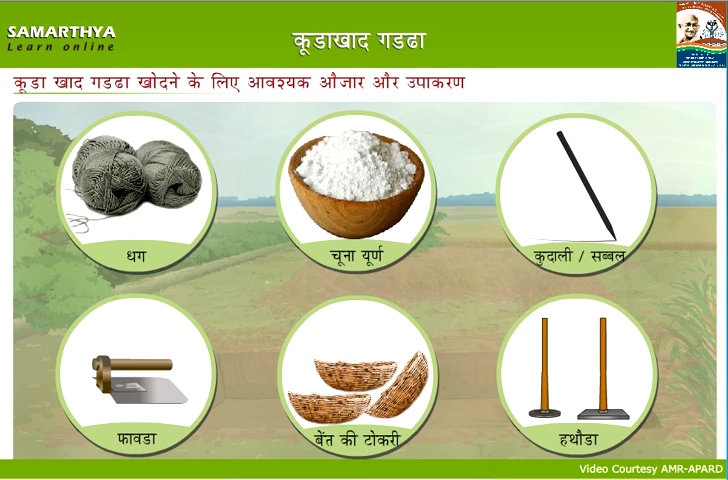 SAMARTHYA
Learn online
कूडाखाद गडढा
कूडा खाद गडढा खोदने के लिए आवश्यक औजार और उपाकरण
धग
चूना यूर्ण
कुदाली / सब्बल
फावडा
बेंत की टोकरी
हथौडा
Video Courtesy AMR-APARD